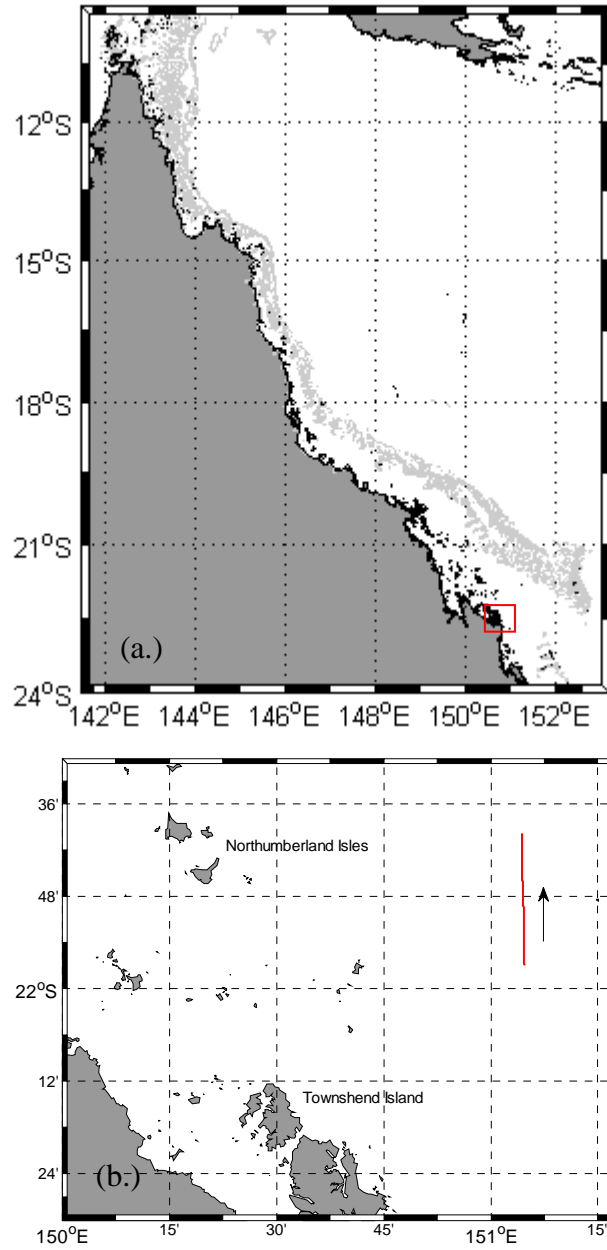 12°S
15°S
18°S
21°S
24°S
(a.)
142°E 144°E 146°E 148°E 150°E 152°E
36'
Northumberland Isles
48'
22°S
12'
Townshend Island
24'
(b.)
150°E 15' 30' 45' 151°E 15'